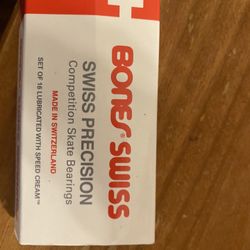 BONES® SWISS
SWISS PRECISION
Competition Skate Bearings
MADE IN SWITZERLAND
SET OF 16 LUBRICATED WITH SPEED CREAM™